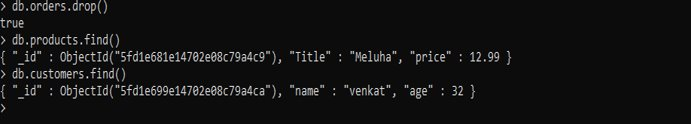 > db.orders.drop()
true
> db.products.find()
{ "_id" : ObjectId("5fd1e681e14702e08c79a4c9"), "Title" : "Meluha", "price" : 12.99 }
> db.customers.find()
{ "_id" : ObjectId("5fd1e699e14702e08c79a4ca"), "name" : "venkat", "age" : 32 }
>